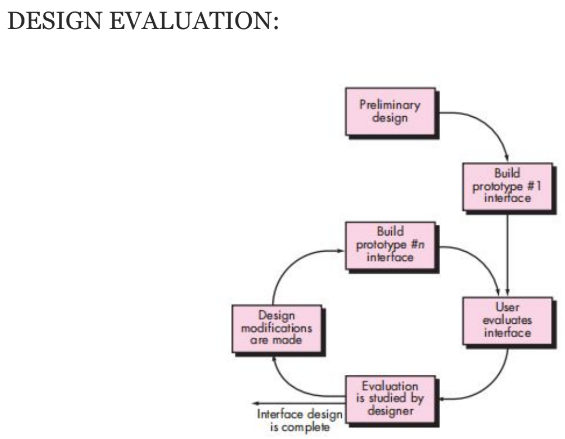 DESIGN EVALUATION:
Preliminary
design
Build
prototype #1
interface
Build
prototype #n
interface
User
evaluates
interface
Design
modifications
are made
Evaluation
is studied by
designer
Interface design
is complete